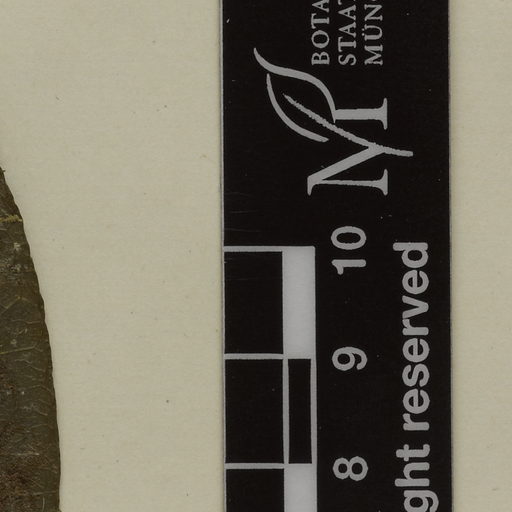 BOTA
STAA
MÜN
M
10
9
8
ght reserved